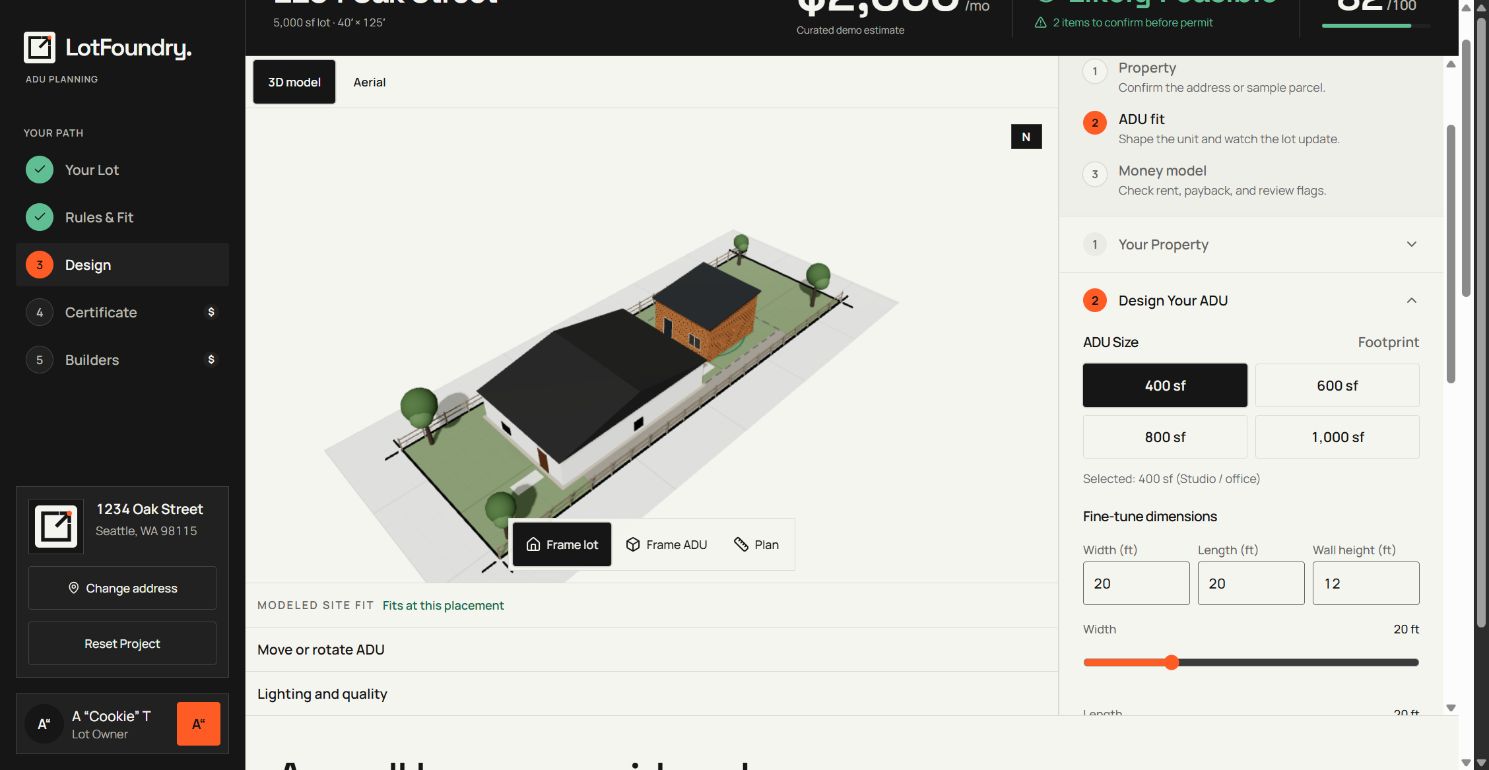 LotFoundry.
ADU PLANNING
YOUR PATH
Your Lot
Rules & Fit
3 Design
4 Certificate $
5 Builders $
1234 Oak Street
Seattle, WA 98115
Change address
Reset Project
A“ A “Cookie” T A“
Lot Owner
5,000 sf lot · 40′ × 125′
/mo
Curated demo estimate
2 items to confirm before permit
/100
3D model Aerial
N
Frame lot Frame ADU Plan
MODELED SITE FIT Fits at this placement
Move or rotate ADU
Lighting and quality
1 Property
Confirm the address or sample parcel.
2 ADU fit
Shape the unit and watch the lot update.
3 Money model
Check rent, payback, and review flags.
1 Your Property
2 Design Your ADU
ADU Size Footprint
400 sf 600 sf
800 sf 1,000 sf
Selected: 400 sf (Studio / office)
Fine-tune dimensions
Width (ft) Length (ft) Wall height (ft)
20 20 12
Width 20 ft
Length 20 ft